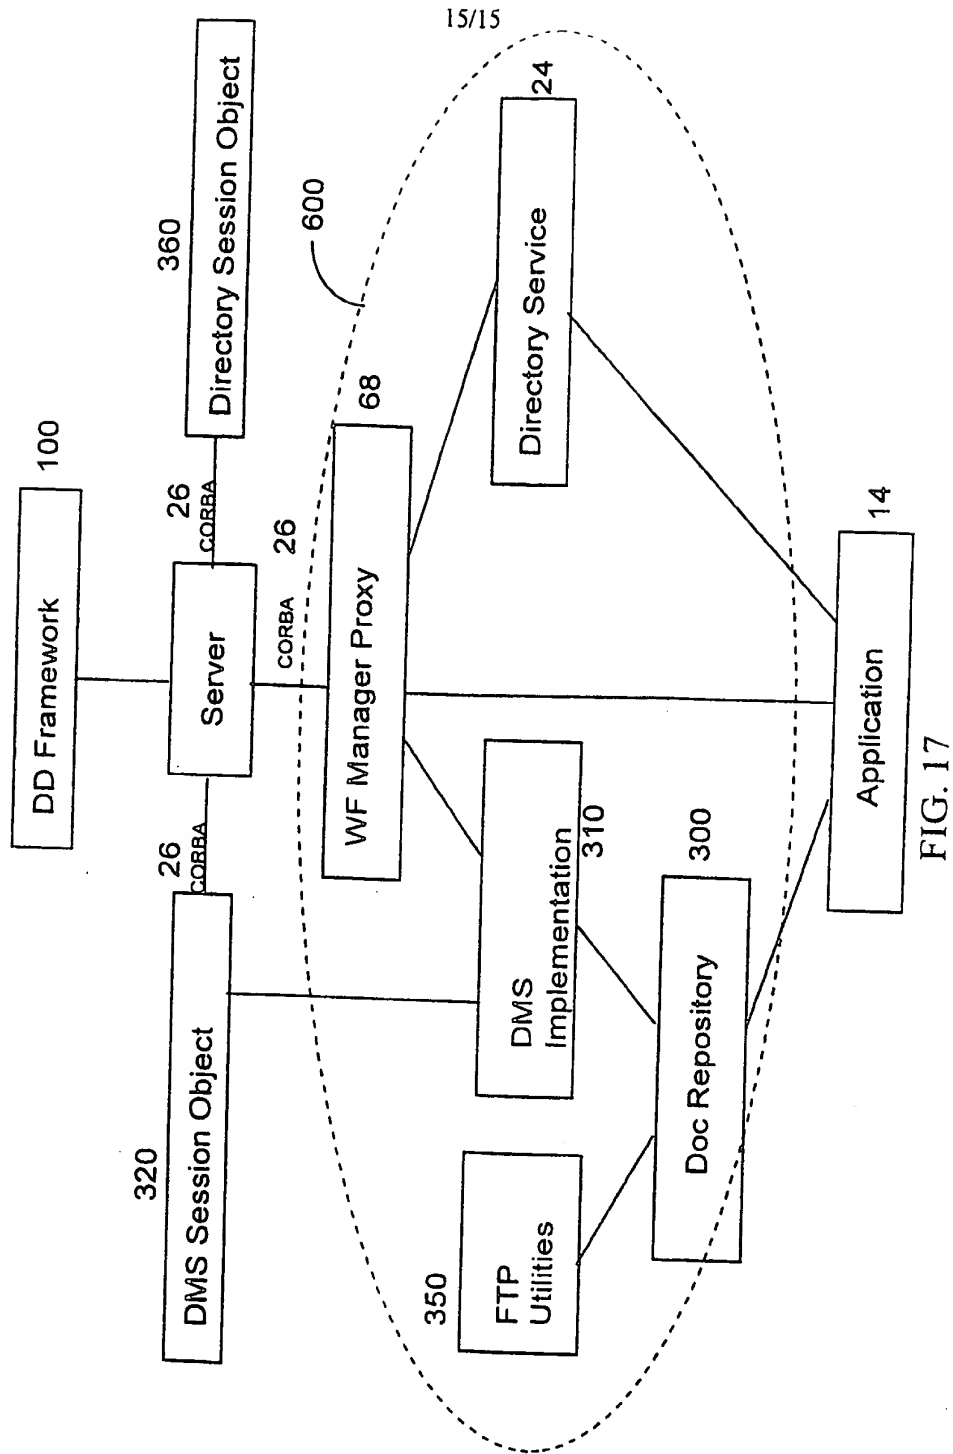 15/15
DD Framework
100
320
DMS Session Object
26
CORBA
Server
26
CORBA
360
Directory Session Object
CORBA
26
600
WF Manager Proxy
68
350
FTP
Utilities
DMS
Implementation
310
Directory Service
24
Doc Repository
300
Application
14
FIG. 17